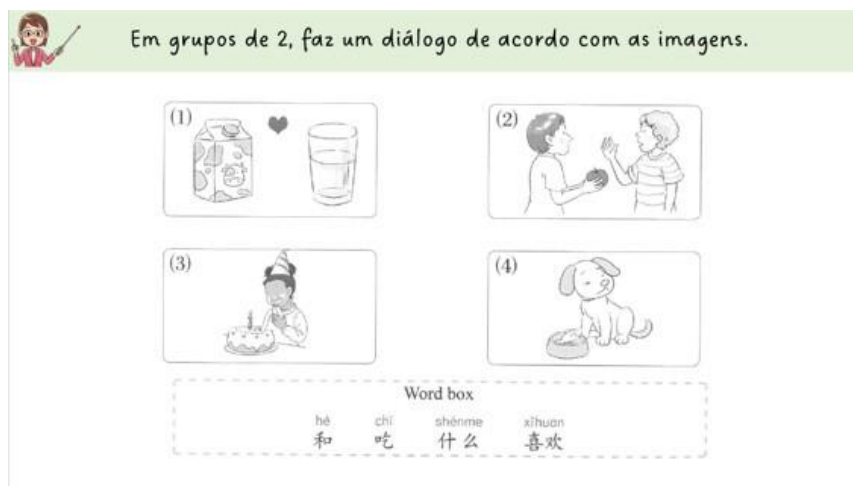 Em grupos de 2, faz um diálogo de acordo com as imagens.
(1)
(2)
(3)
(4)
Word box
hé chī shénme xǐhuan
和 吃 什么 喜欢